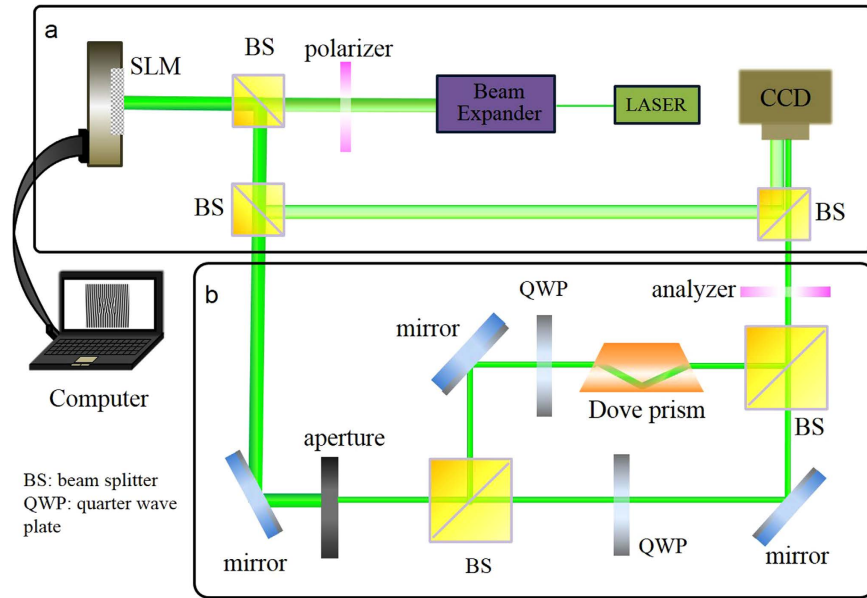 a
SLM
BS
polarizer
Beam
Expander
LASER
CCD
BS
BS
b
analyzer
QWP
mirror
Dove prism
BS
Computer
aperture
BS: beam splitter
QWP: quarter wave
plate
mirror
BS
QWP
mirror